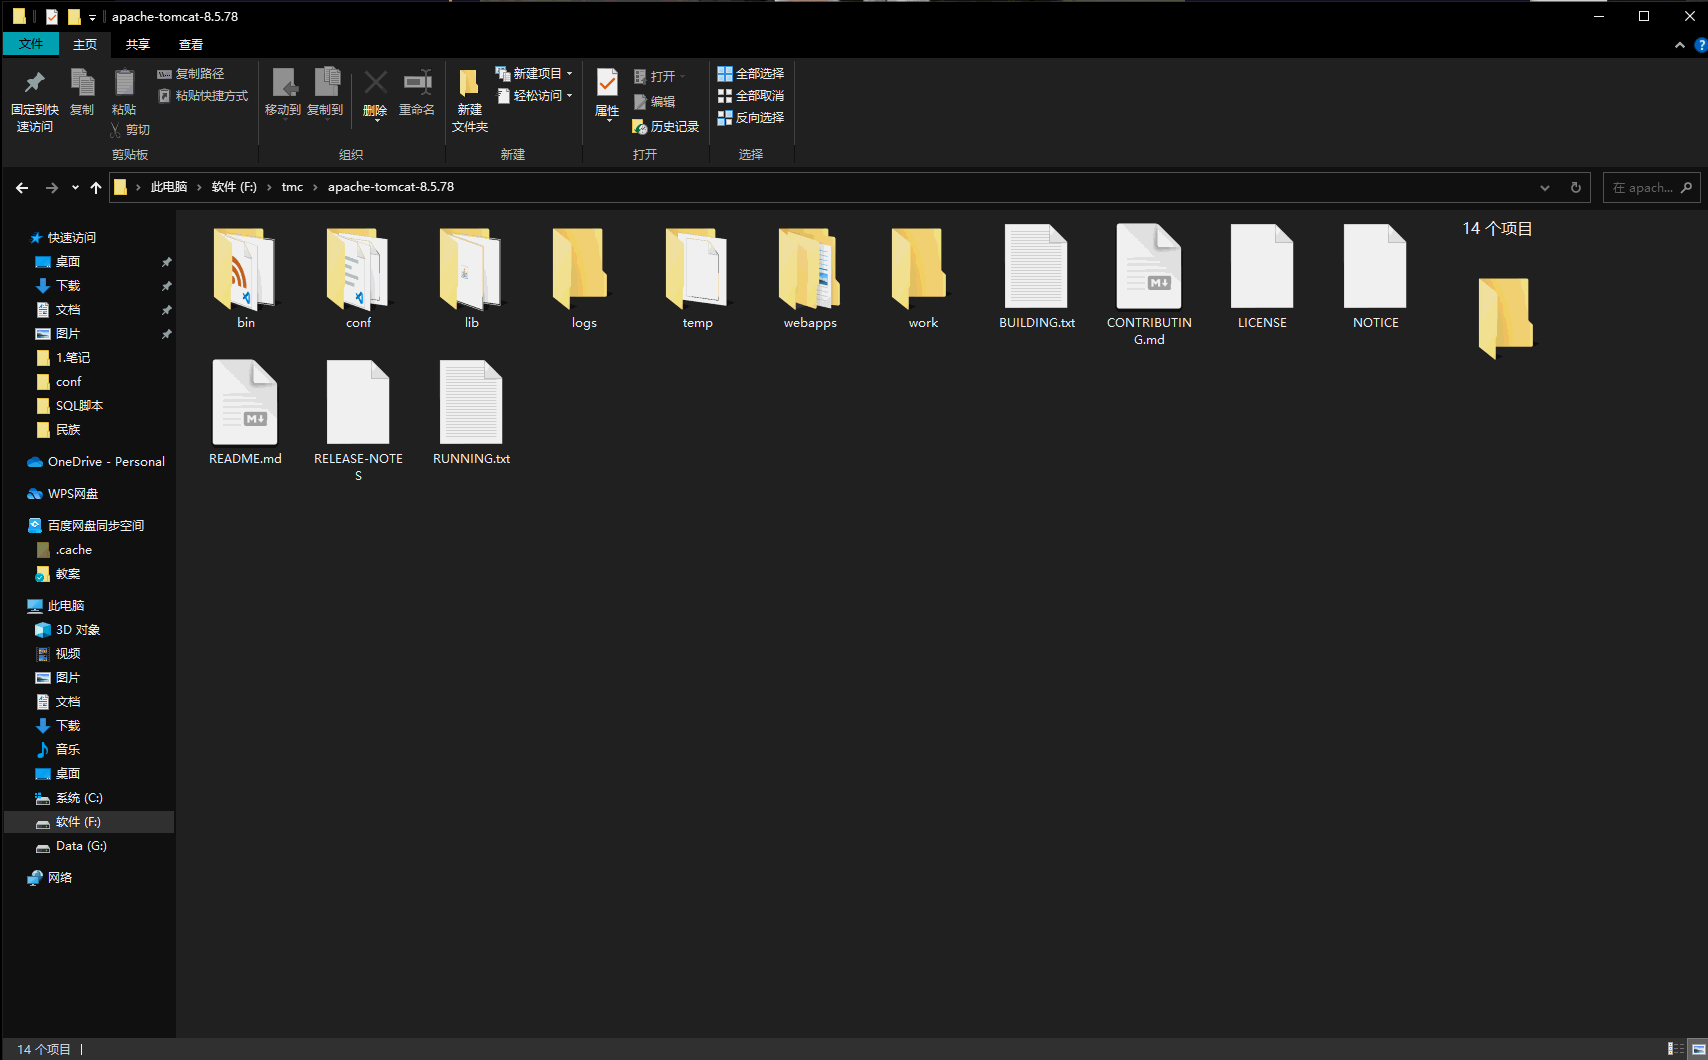 apache-tomcat-8.5.78
文件 主页 共享 查看
固定到快
速访问
复制
粘贴
复制路径
粘贴快捷方式
剪切
剪贴板
移动到
复制到
删除
重命名
组织
新建
文件夹
新建项目
轻松访问
新建
属性
打开
编辑
历史记录
打开
全部选择
全部取消
反向选择
选择
此电脑 › 软件 (F:) › tmc › apache-tomcat-8.5.78
在 apach...
快速访问
桌面
下载
文档
图片
1.笔记
conf
SQL脚本
民族
OneDrive - Personal
WPS网盘
百度网盘同步空间
.cache
教案
此电脑
3D 对象
视频
图片
文档
下载
音乐
桌面
系统 (C:)
软件 (F:)
Data (G:)
网络
bin
conf
lib
logs
temp
webapps
work
BUILDING.txt
CONTRIBUTIN
G.md
LICENSE
NOTICE
README.md
RELEASE-NOTE
S
RUNNING.txt
14 个项目
14 个项目